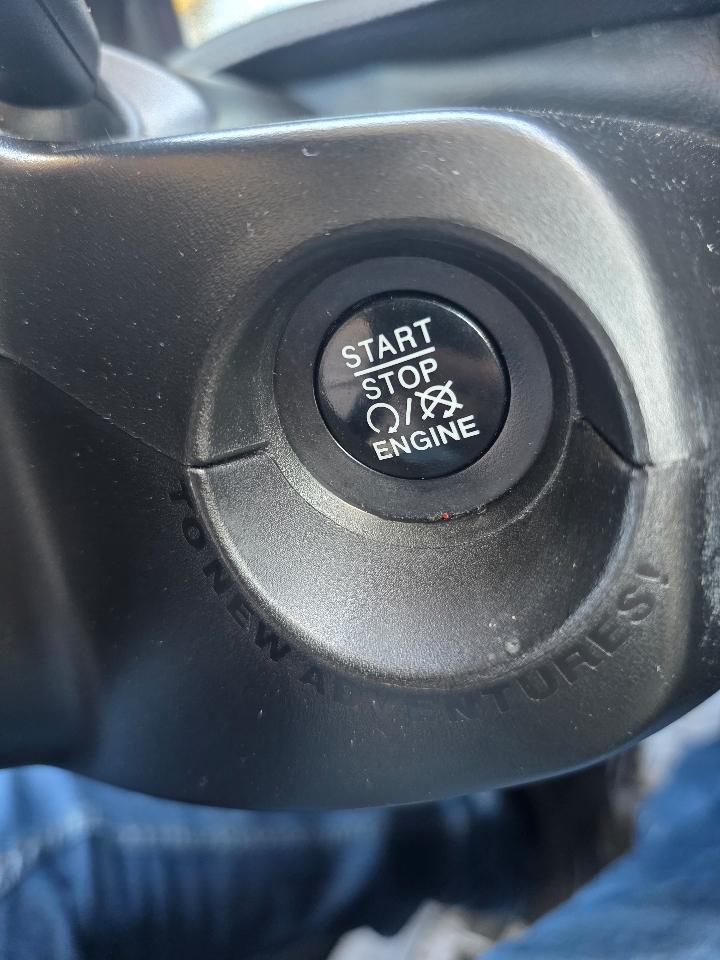 START
STOP
/
ENGINE
TO NEW ADVENTURES!